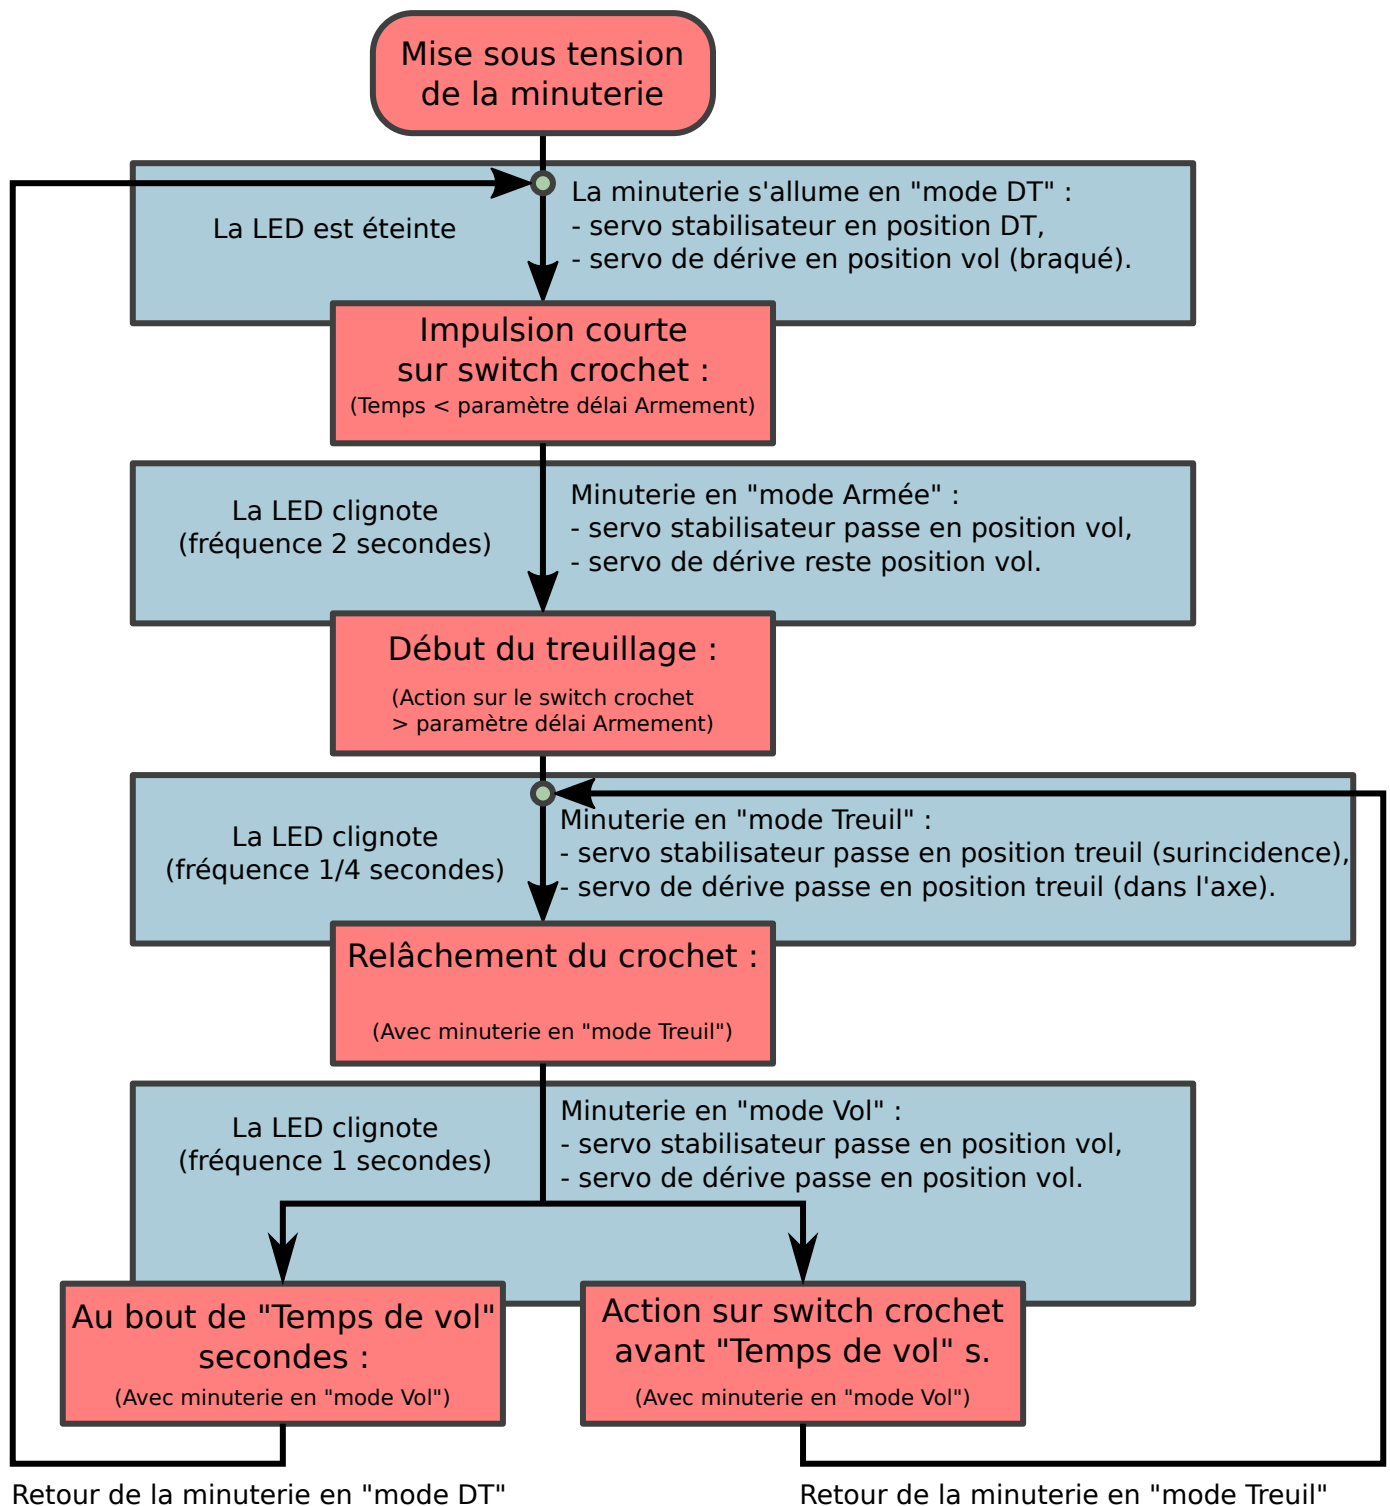 Mise sous tension
de la minuterie
La LED est éteinte
La minuterie s'allume en "mode DT" :
- servo stabilisateur en position DT,
- servo de dérive en position vol (braqué).
Impulsion courte
sur switch crochet :
(Temps < paramètre délai Armement)
La LED clignote
(fréquence 2 secondes)
Minuterie en "mode Armée" :
- servo stabilisateur passe en position vol,
- servo de dérive reste position vol.
Début du treuillage :
(Action sur le switch crochet
> paramètre délai Armement)
La LED clignote
(fréquence 1/4 secondes)
Minuterie en "mode Treuil" :
- servo stabilisateur passe en position treuil (surincidence),
- servo de dérive passe en position treuil (dans l'axe).
Relâchement du crochet :
(Avec minuterie en "mode Treuil")
La LED clignote
(fréquence 1 secondes)
Minuterie en "mode Vol" :
- servo stabilisateur passe en position vol,
- servo de dérive passe en position vol.
Au bout de "Temps de vol"
secondes :
(Avec minuterie en "mode Vol")
Action sur switch crochet
avant "Temps de vol" s.
(Avec minuterie en "mode Vol")
Retour de la minuterie en "mode DT"
Retour de la minuterie en "mode Treuil"